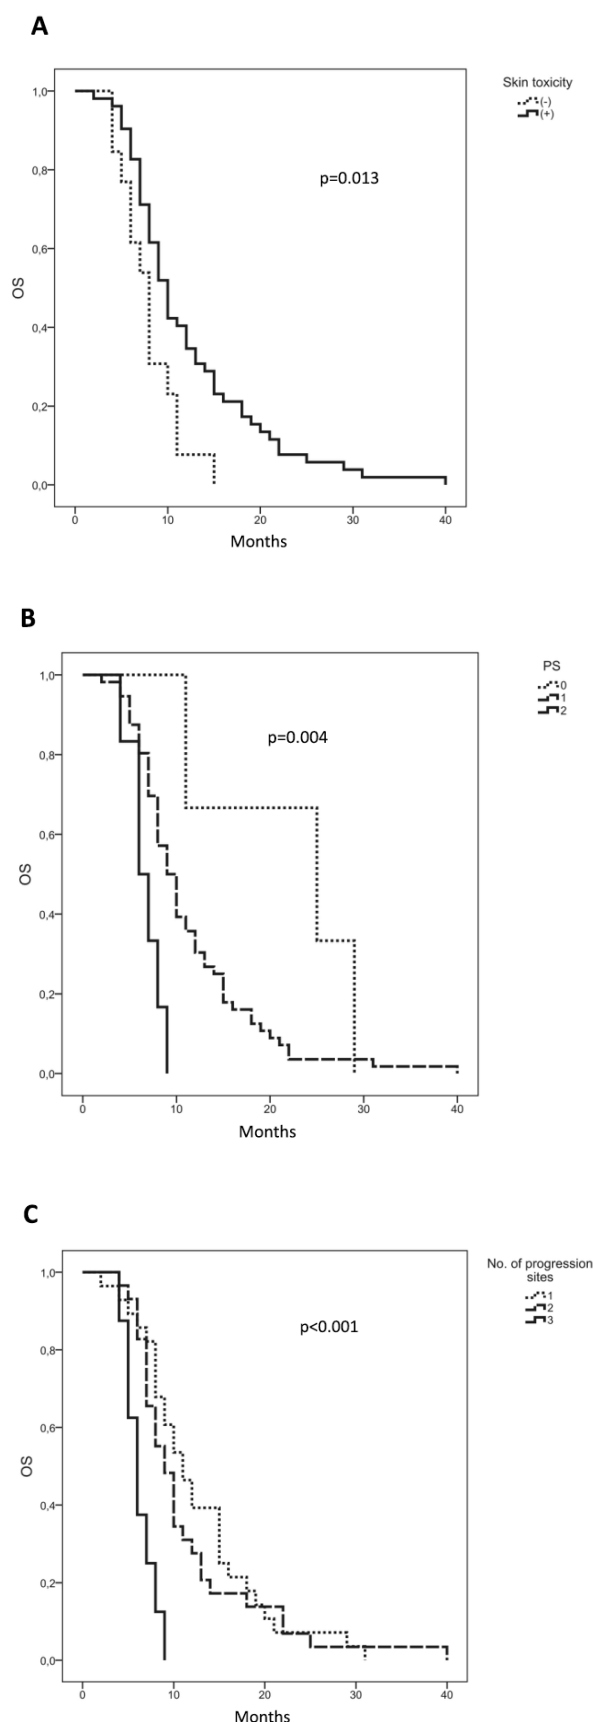 A
Skin toxicity
(-)
(+)
p=0.013
1,0
0,8
0,6
0,4
0,2
0,0
OS
0 10 20 30 40
Months
B
PS
0
1
2
p=0.004
1,0
0,8
0,6
0,4
0,2
0,0
OS
0 10 20 30 40
Months
C
No. of progression
sites
1
2
3
p<0.001
1,0
0,8
0,6
0,4
0,2
0,0
OS
0 10 20 30 40
Months